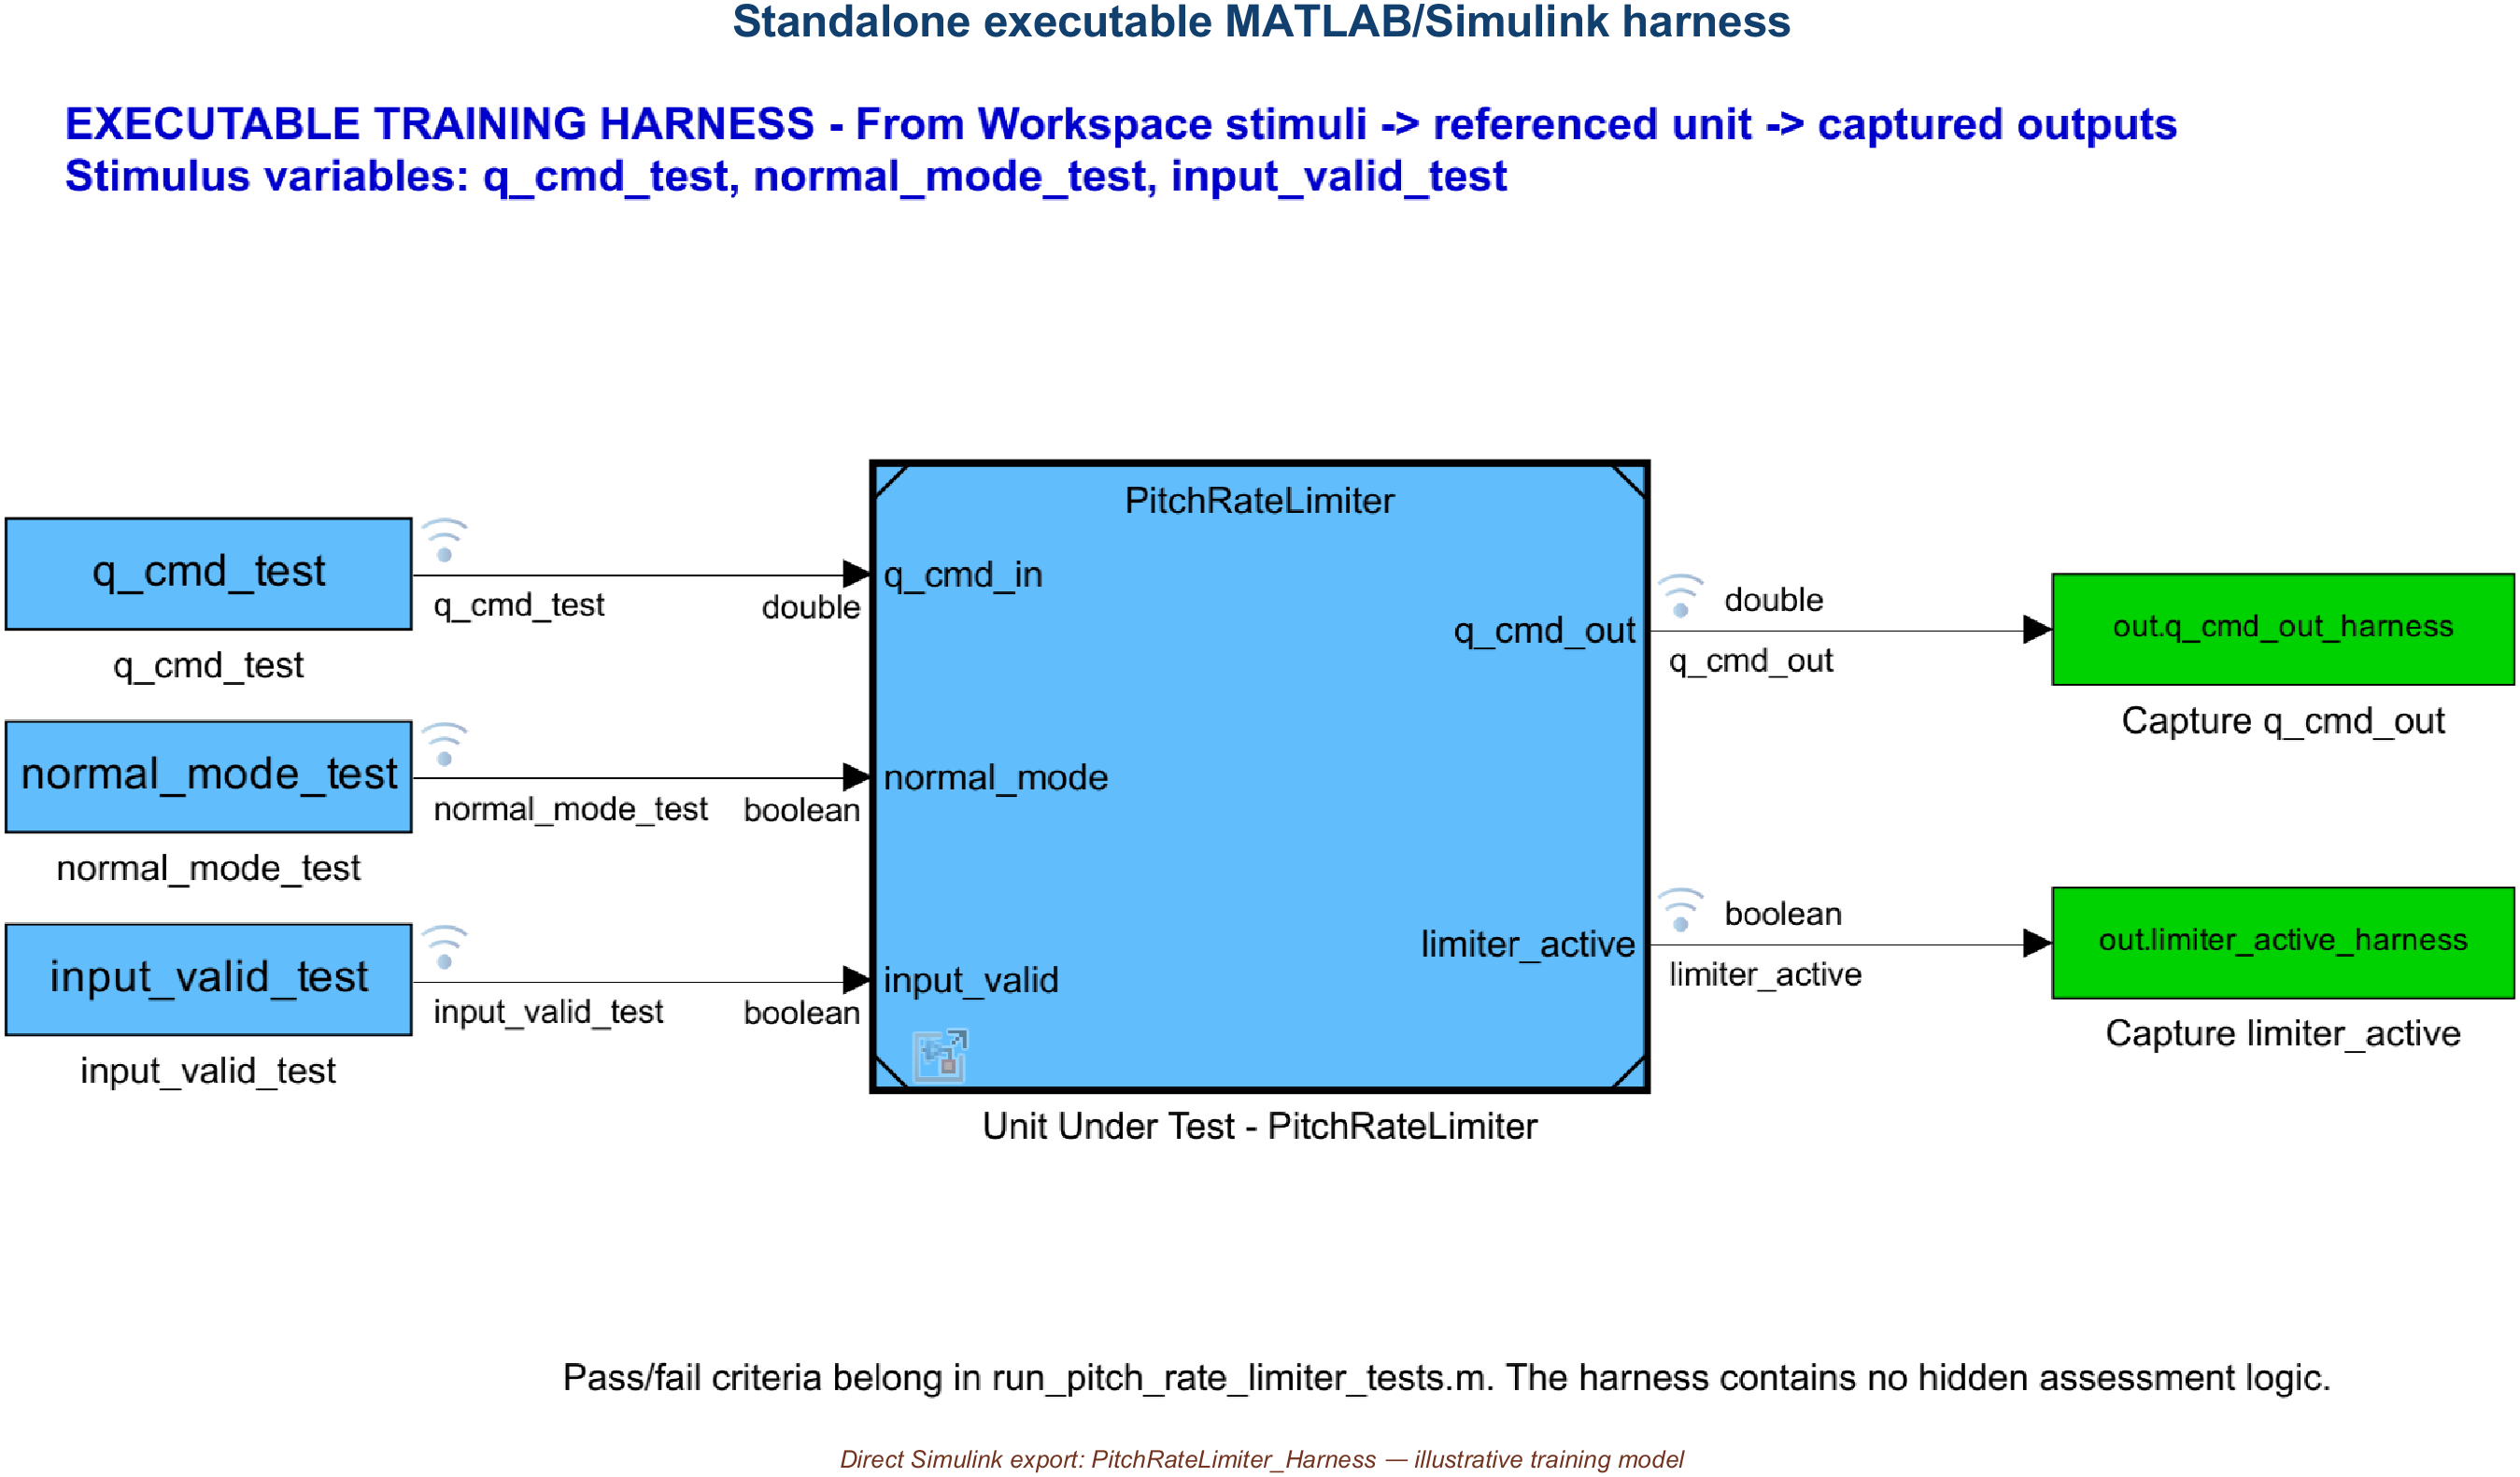 Standalone executable MATLAB/Simulink harness
EXECUTABLE TRAINING HARNESS - From Workspace stimuli -> referenced unit -> captured outputs
Stimulus variables: q_cmd_test, normal_mode_test, input_valid_test
q_cmd_test
q_cmd_test
q_cmd_test
double
normal_mode_test
normal_mode_test
normal_mode_test
boolean
input_valid_test
input_valid_test
input_valid_test
boolean
PitchRateLimiter
q_cmd_in
normal_mode
input_valid
q_cmd_out
limiter_active
Unit Under Test - PitchRateLimiter
double
q_cmd_out
out.q_cmd_out_harness
Capture q_cmd_out
boolean
limiter_active
out.limiter_active_harness
Capture limiter_active
Pass/fail criteria belong in run_pitch_rate_limiter_tests.m. The harness contains no hidden assessment logic.
Direct Simulink export: PitchRateLimiter_Harness — illustrative training model